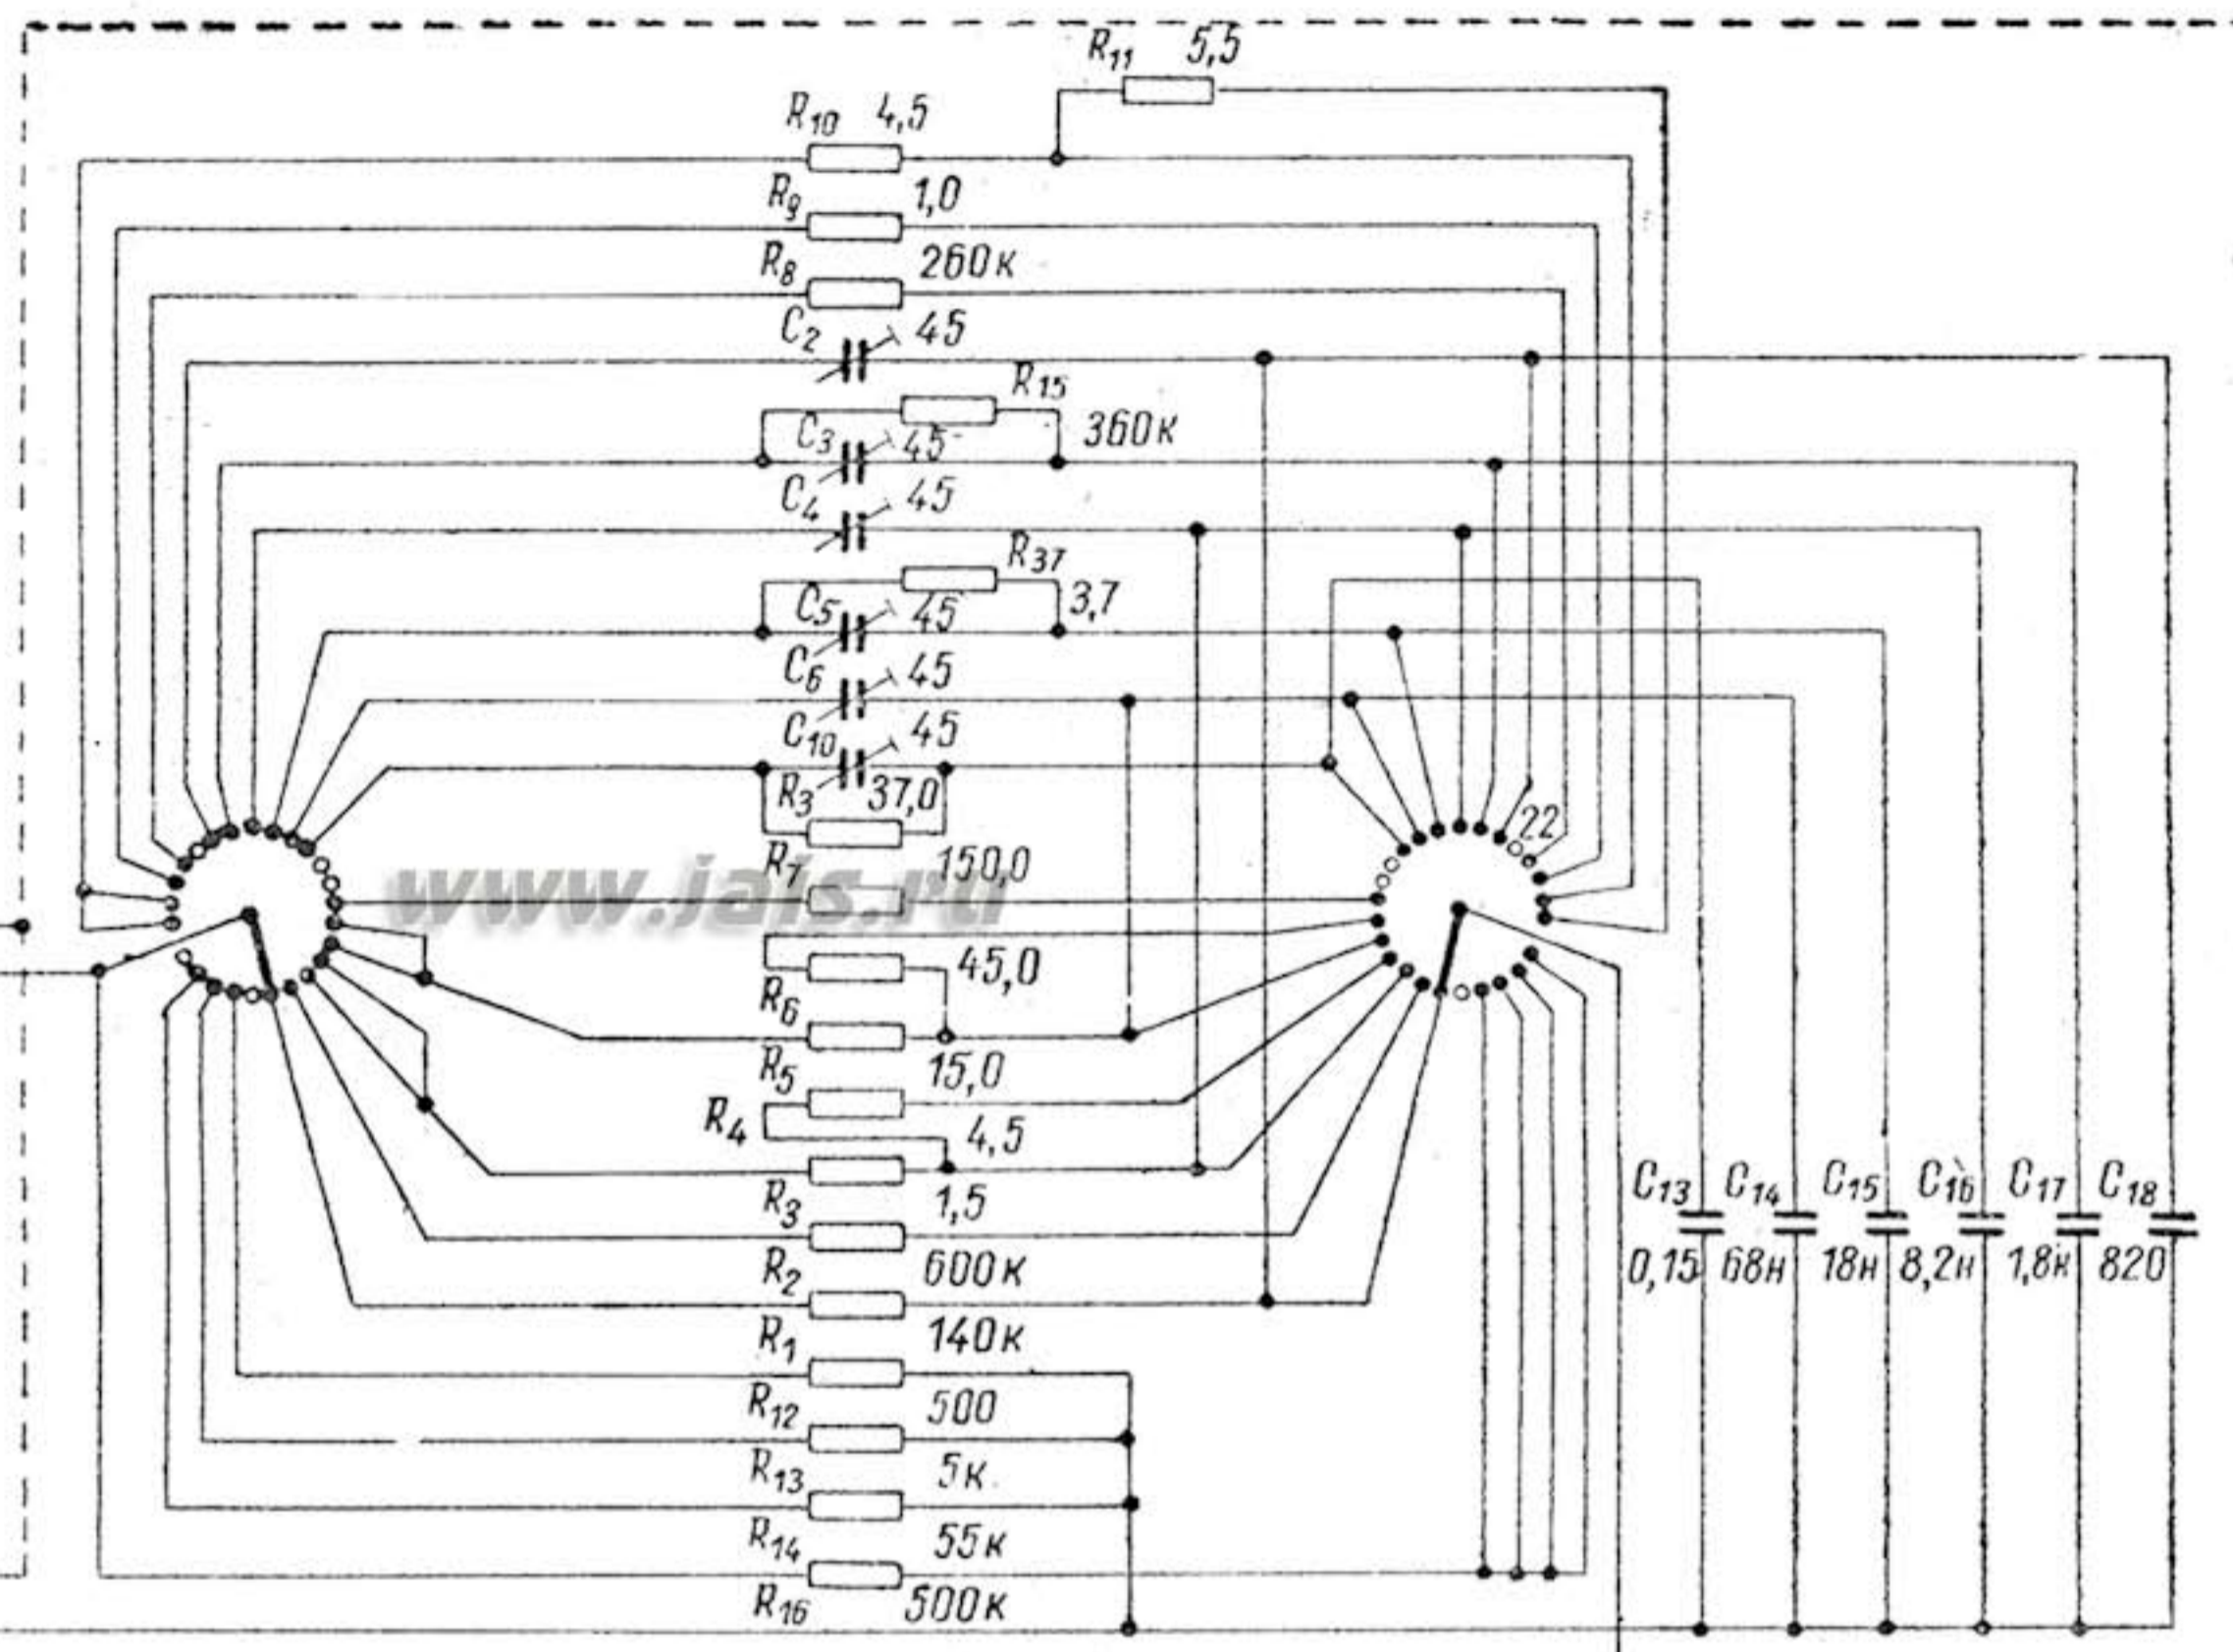 R11 5,5
R10 4,5
R9 1,0
R8 260к
C2 45
R15
C3 45 360к
C4 45
R37
C5 45 3,7
C6 45
C10 45
R3 37,0
22
R7 150,0
www.jais.ru
45,0
R6
R5 15,0
R4 4,5
C13 C14 C15 C16 C17 C18
R3 1,5
0,15 68н 18н 8,2н 1,8н 820
R2 600к
R1 140к
R12 500
R13 5к
R14 55к
R16 500к